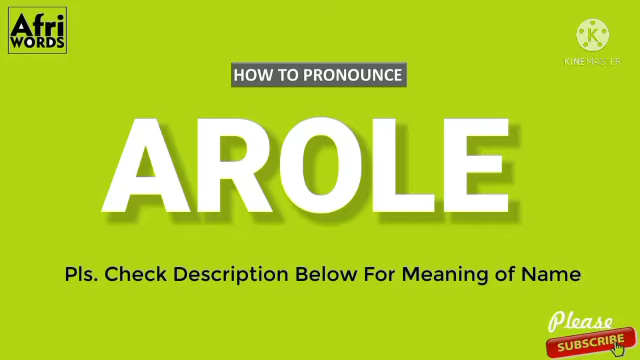 Afri
WORDS
K
KINEMASTER
HOW TO PRONOUNCE
AROLE
Pls. Check Description Below For Meaning of Name
Please
SUBSCRIBE